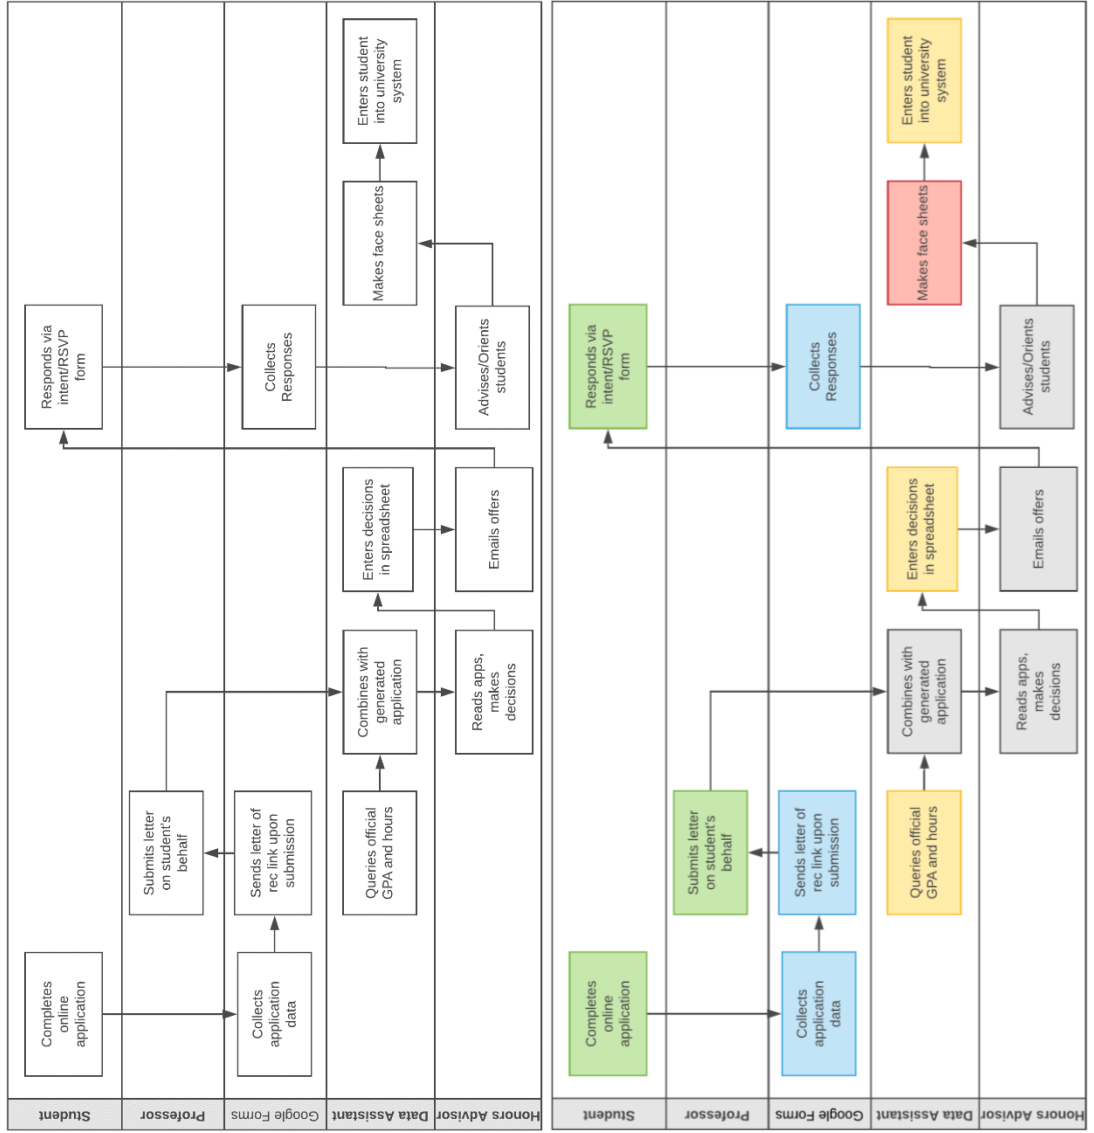 Student
Professor
Google Forms
Data Assistant
Honors Advisor
Completes
online
application
Collects
application
data
Sends letter of
rec link upon
submission
Submits letter
on student's
behalf
Queries official
GPA and hours
Combines with
generated
application
Reads apps,
makes
decisions
Enters decisions
in spreadsheet
Emails offers
Responds via
intent/RSVP
form
Collects
Responses
Advises/Orients
students
Makes face sheets
Enters student
into university
system
Student
Professor
Google Forms
Data Assistant
Honors Advisor
Completes
online
application
Collects
application
data
Sends letter of
rec link upon
submission
Submits letter
on student's
behalf
Queries official
GPA and hours
Combines with
generated
application
Reads apps,
makes
decisions
Enters decisions
in spreadsheet
Emails offers
Responds via
intent/RSVP
form
Collects
Responses
Advises/Orients
students
Makes face sheets
Enters student
into university
system